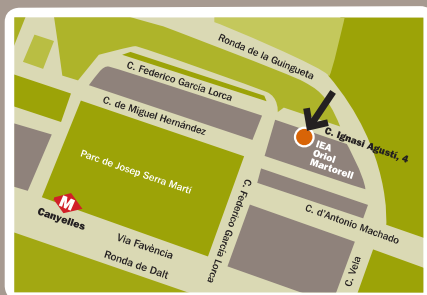 Ronda de la Guingueta
C. Federico García Lorca
C. de Miguel Hernández
C. Ignasi Agustí, 4
IEA
Oriol
Martorell
Parc de Josep Serra Martí
M
Canyelles
C. Federico García Lorca
C. d'Antonio Machado
Via Favència
Ronda de Dalt
C. Vela